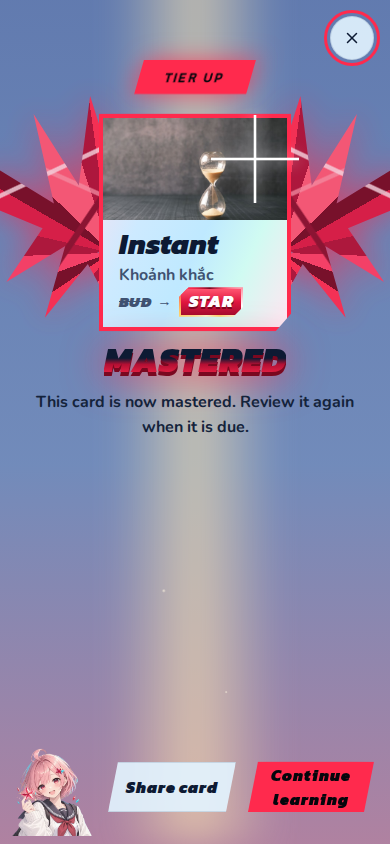 ×
TIER UP
Instant
Khoảnh khắc
BUD → STAR
MASTERED
This card is now mastered. Review it again
when it is due.
Share card
Continue
learning